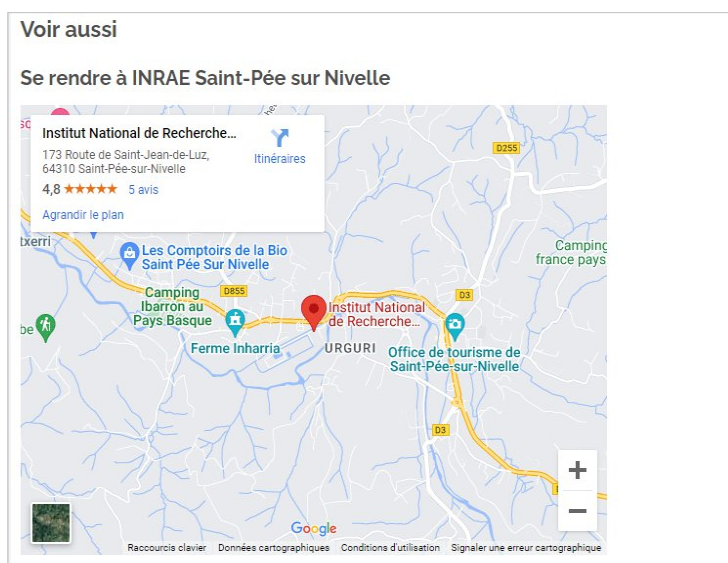 Voir aussi
Se rendre à INRAE Saint-Pée sur Nivelle
Institut National de Recherche...
173 Route de Saint-Jean-de-Luz,
64310 Saint-Pée-sur-Nivelle
4,8
5 avis
Itinéraires
Agrandir le plan
D255
txerri
Les Comptoirs de la Bio
Saint Pée Sur Nivelle
Camping
france pays
Camping
Ibarron au
Pays Basque
D855
D3
Institut National
de Recherche...
Ferme Inharria
URGURI
Office de tourisme de
Saint-Pée-sur-Nivelle
D3
Google
Raccourcis clavier
Données cartographiques
Conditions d'utilisation
Signaler une erreur cartographique